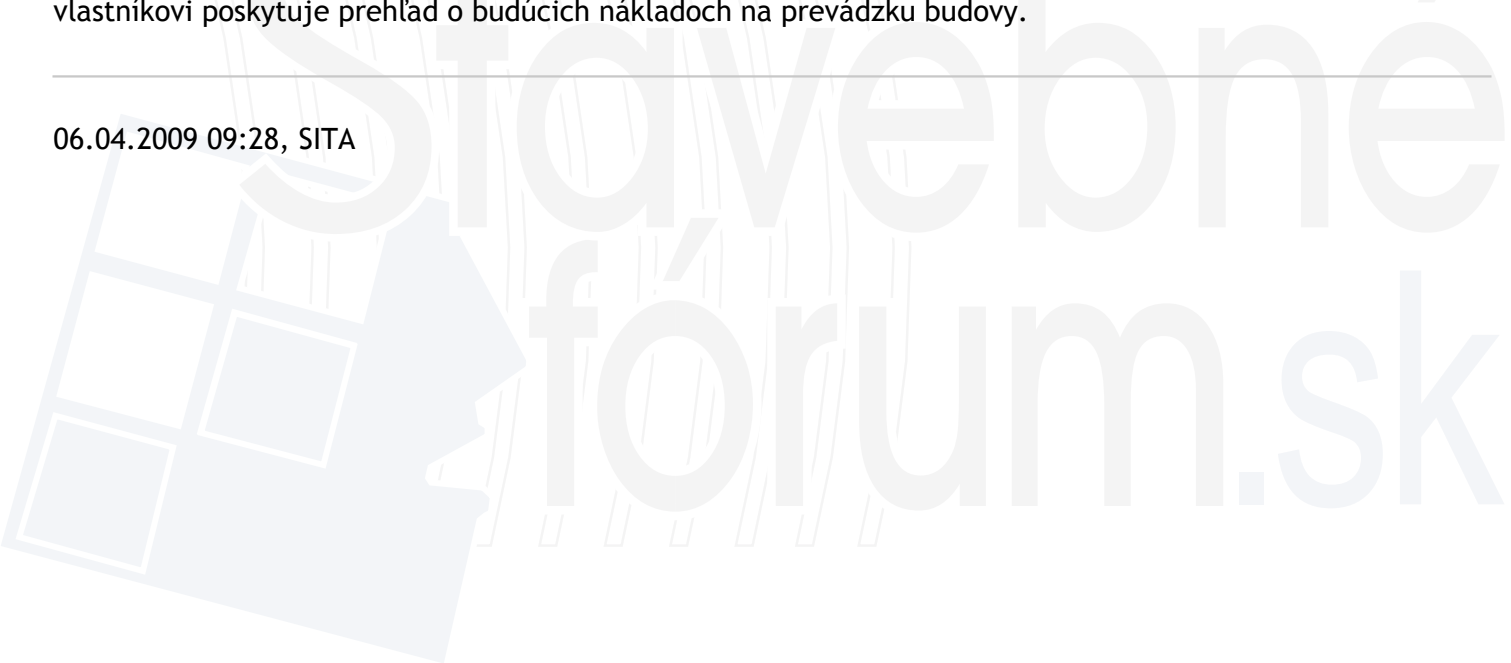 vlastníkovi poskytuje prehľad o budúcich nákladoch na prevádzku budovy.
06.04.2009 09:28, SITA
Stavebné
fórum.sk